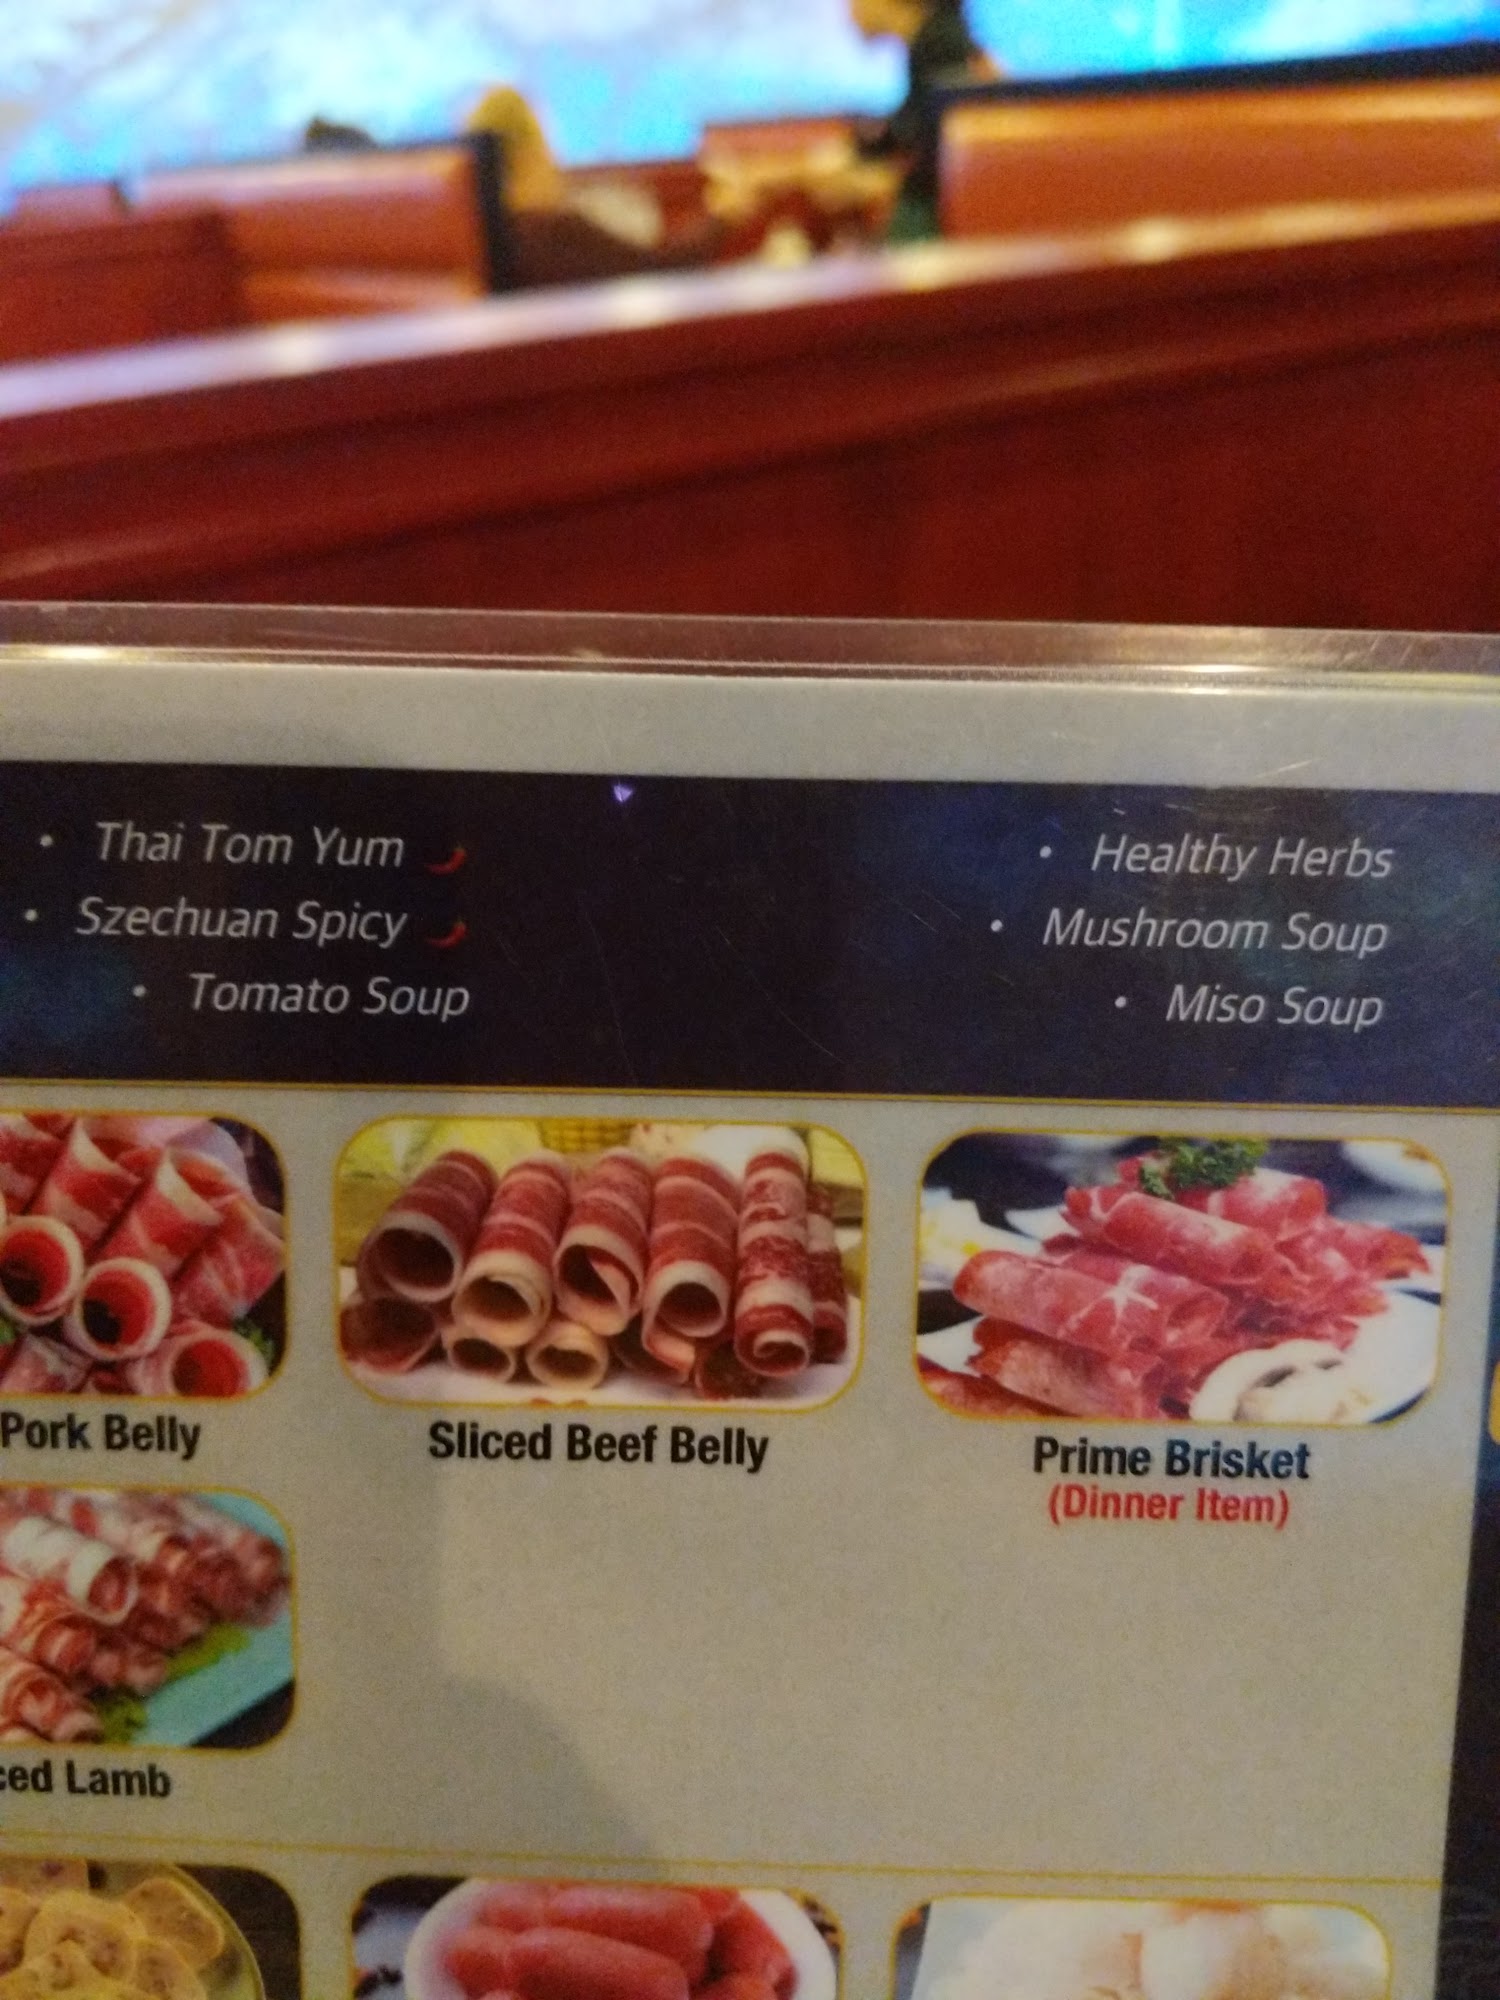 • Thai Tom Yum
• Szechuan Spicy
• Tomato Soup
• Healthy Herbs
• Mushroom Soup
• Miso Soup
Pork Belly
Sliced Beef Belly
Prime Brisket
(Dinner Item)
ced Lamb